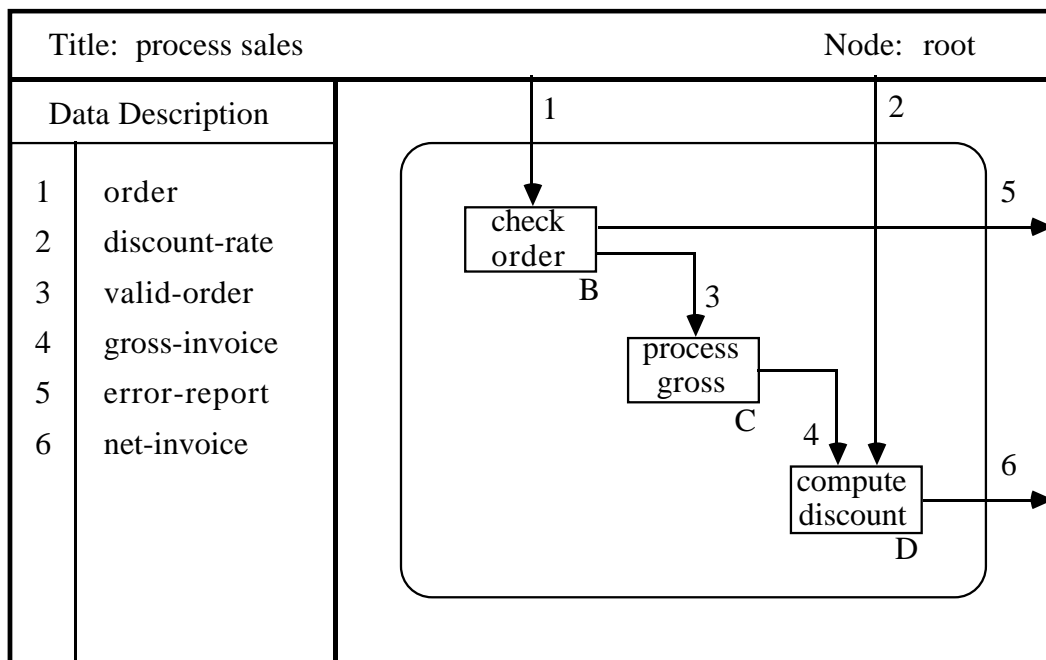 Title: process sales Node: root
Data Description
1 order
2 discount-rate
3 valid-order
4 gross-invoice
5 error-report
6 net-invoice
1
2
5
check
order
B
3
process
gross
C
4
6
compute
discount
D